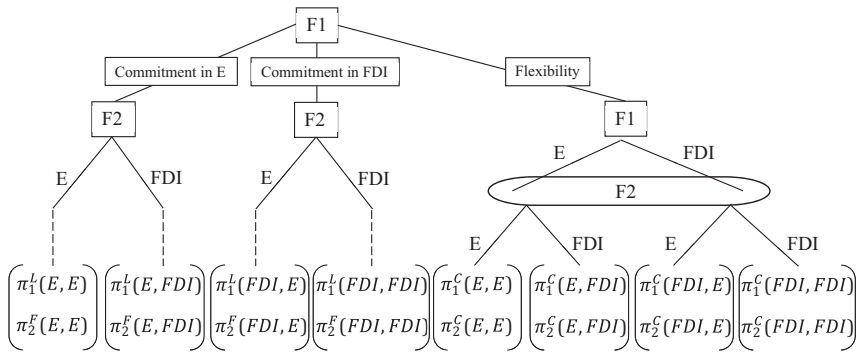 F1
Commitment in E
Commitment in FDI
Flexibility
F2
F2
F1
E
FDI
E
FDI
E
FDI
F2
E
FDI
E
FDI
π₁ᴸ(E, E) π₁ᴸ(E, FDI) π₁ᴸ(FDI, E) π₁ᴸ(FDI, FDI) π₁ᶜ(E, E) π₁ᶜ(E, FDI) π₁ᶜ(FDI, E) π₁ᶜ(FDI, FDI)
π₂ᶠ(E, E) π₂ᶠ(E, FDI) π₂ᶠ(FDI, E) π₂ᶠ(FDI, FDI) π₂ᶜ(E, E) π₂ᶜ(E, FDI) π₂ᶜ(FDI, E) π₂ᶜ(FDI, FDI)